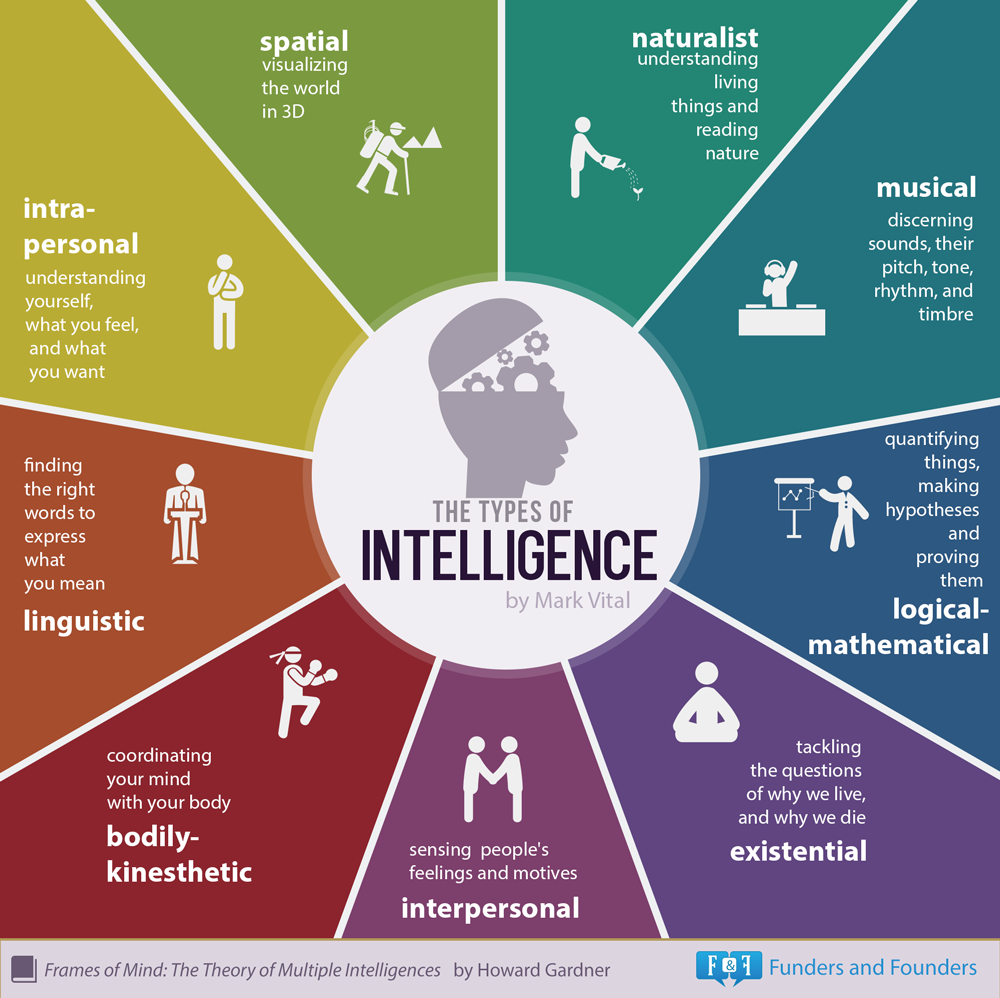 spatial
visualizing
the world
in 3D
naturalist
understanding
living
things and
reading
nature
musical
discerning
sounds, their
pitch, tone,
rhythm, and
timbre
quantifying
things,
making
hypotheses
and
proving
them
logical-
mathematical
tackling
the questions
of why we live,
and why we die
existential
sensing people's
feelings and motives
interpersonal
coordinating
your mind
with your body
bodily-
kinesthetic
finding
the right
words to
express
what
you mean
linguistic
intra-
personal
understanding
yourself,
what you feel,
and what
you want
THE TYPES OF
INTELLIGENCE
by Mark Vital
Frames of Mind: The Theory of Multiple Intelligences by Howard Gardner
F&F Funders and Founders